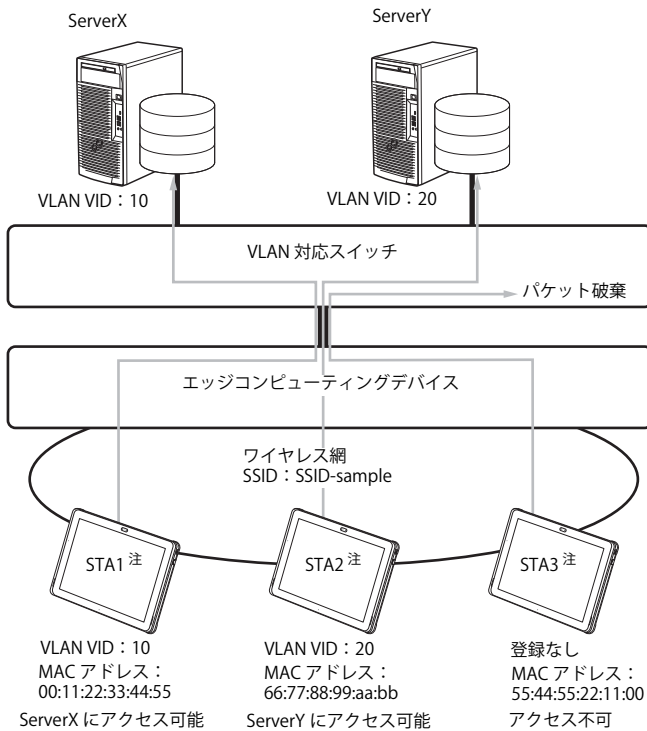 ServerX
ServerY
VLAN VID：10
VLAN VID：20
VLAN 対応スイッチ
パケット破棄
エッジコンピューティングデバイス
ワイヤレス網
SSID：SSID-sample
STA1 注
STA2 注
STA3 注
VLAN VID：10
MAC アドレス：
00:11:22:33:44:55
ServerX にアクセス可能
VLAN VID：20
MAC アドレス：
66:77:88:99:aa:bb
ServerY にアクセス可能
登録なし
MAC アドレス：
55:44:55:22:11:00
アクセス不可